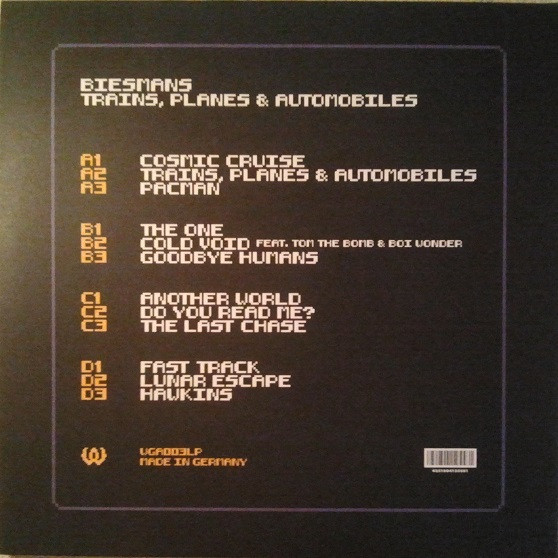 BIESMANS
TRAINS, PLANES & AUTOMOBILES
A1 COSMIC CRUISE
A2 TRAINS, PLANES & AUTOMOBILES
A3 PACMAN
B1 THE ONE
B2 COLD VOID FEAT. TOM THE BOMB & BOI WONDER
B3 GOODBYE HUMANS
C1 ANOTHER WORLD
C2 DO YOU READ ME?
C3 THE LAST CHASE
D1 FAST TRACK
D2 LUNAR ESCAPE
D3 HAWKINS
WGA003LP
MADE IN GERMANY